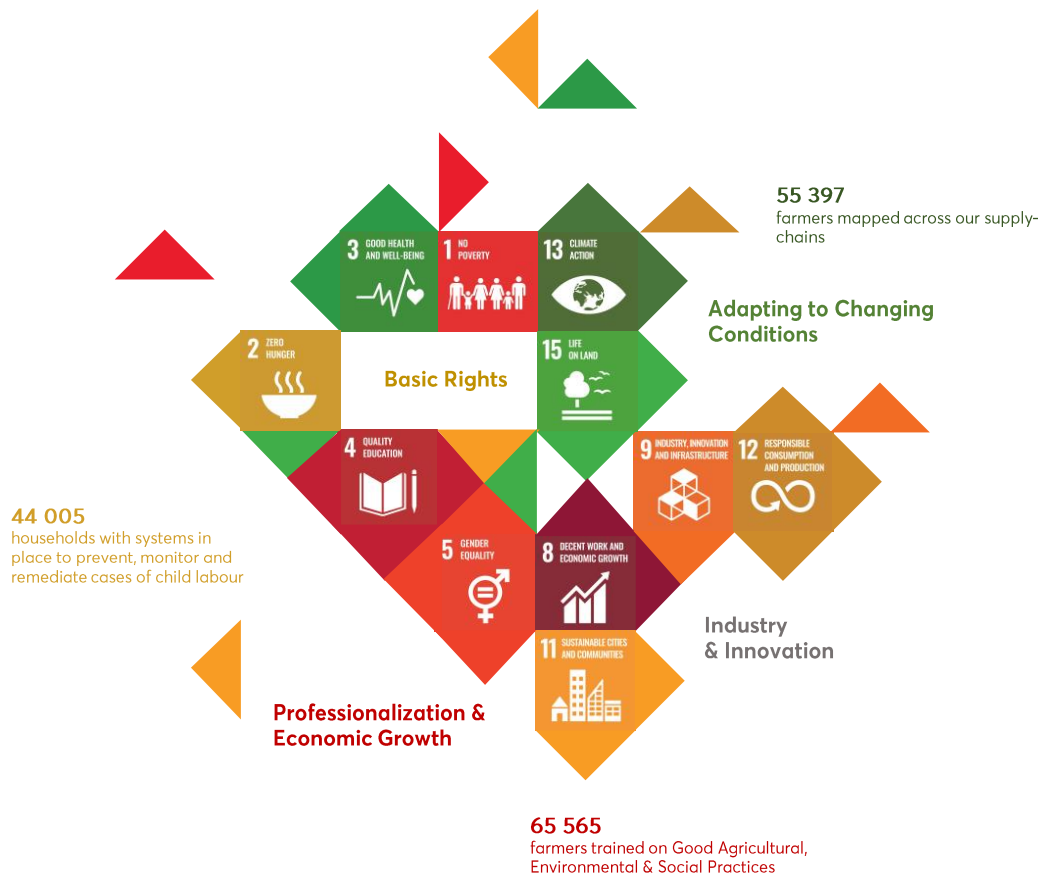 55 397
farmers mapped across our supply-
chains
3 GOOD HEALTH
AND WELL-BEING
1 NO
POVERTY
13 CLIMATE
ACTION
Adapting to Changing
Conditions
2 ZERO
HUNGER
Basic Rights
15 LIFE
ON LAND
4 QUALITY
EDUCATION
9 INDUSTRY, INNOVATION
AND INFRASTRUCTURE
12 RESPONSIBLE
CONSUMPTION
AND PRODUCTION
44 005
households with systems in
place to prevent, monitor and
remediate cases of child labour
5 GENDER
EQUALITY
8 DECENT WORK AND
ECONOMIC GROWTH
Industry
& Innovation
11 SUSTAINABLE CITIES
AND COMMUNITIES
Professionalization &
Economic Growth
65 565
farmers trained on Good Agricultural,
Environmental & Social Practices